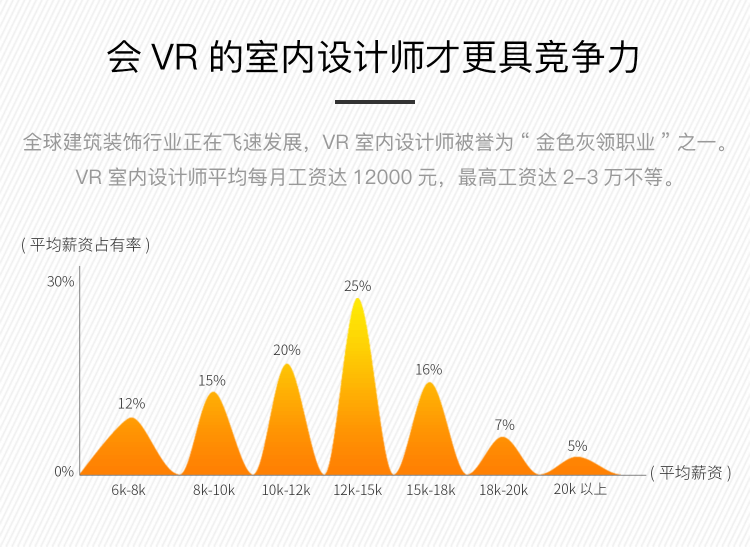 会 VR 的室内设计师才更具竞争力
全球建筑装饰行业正在飞速发展，VR 室内设计师被誉为 “ 金色灰领职业 ” 之一。
VR 室内设计师平均每月工资达 12000 元，最高工资达 2-3 万不等。
( 平均薪资占有率 )
30%
25%
20%
16%
15%
12%
7%
5%
0%
( 平均薪资 )
6k-8k 8k-10k 10k-12k 12k-15k 15k-18k 18k-20k 20k 以上